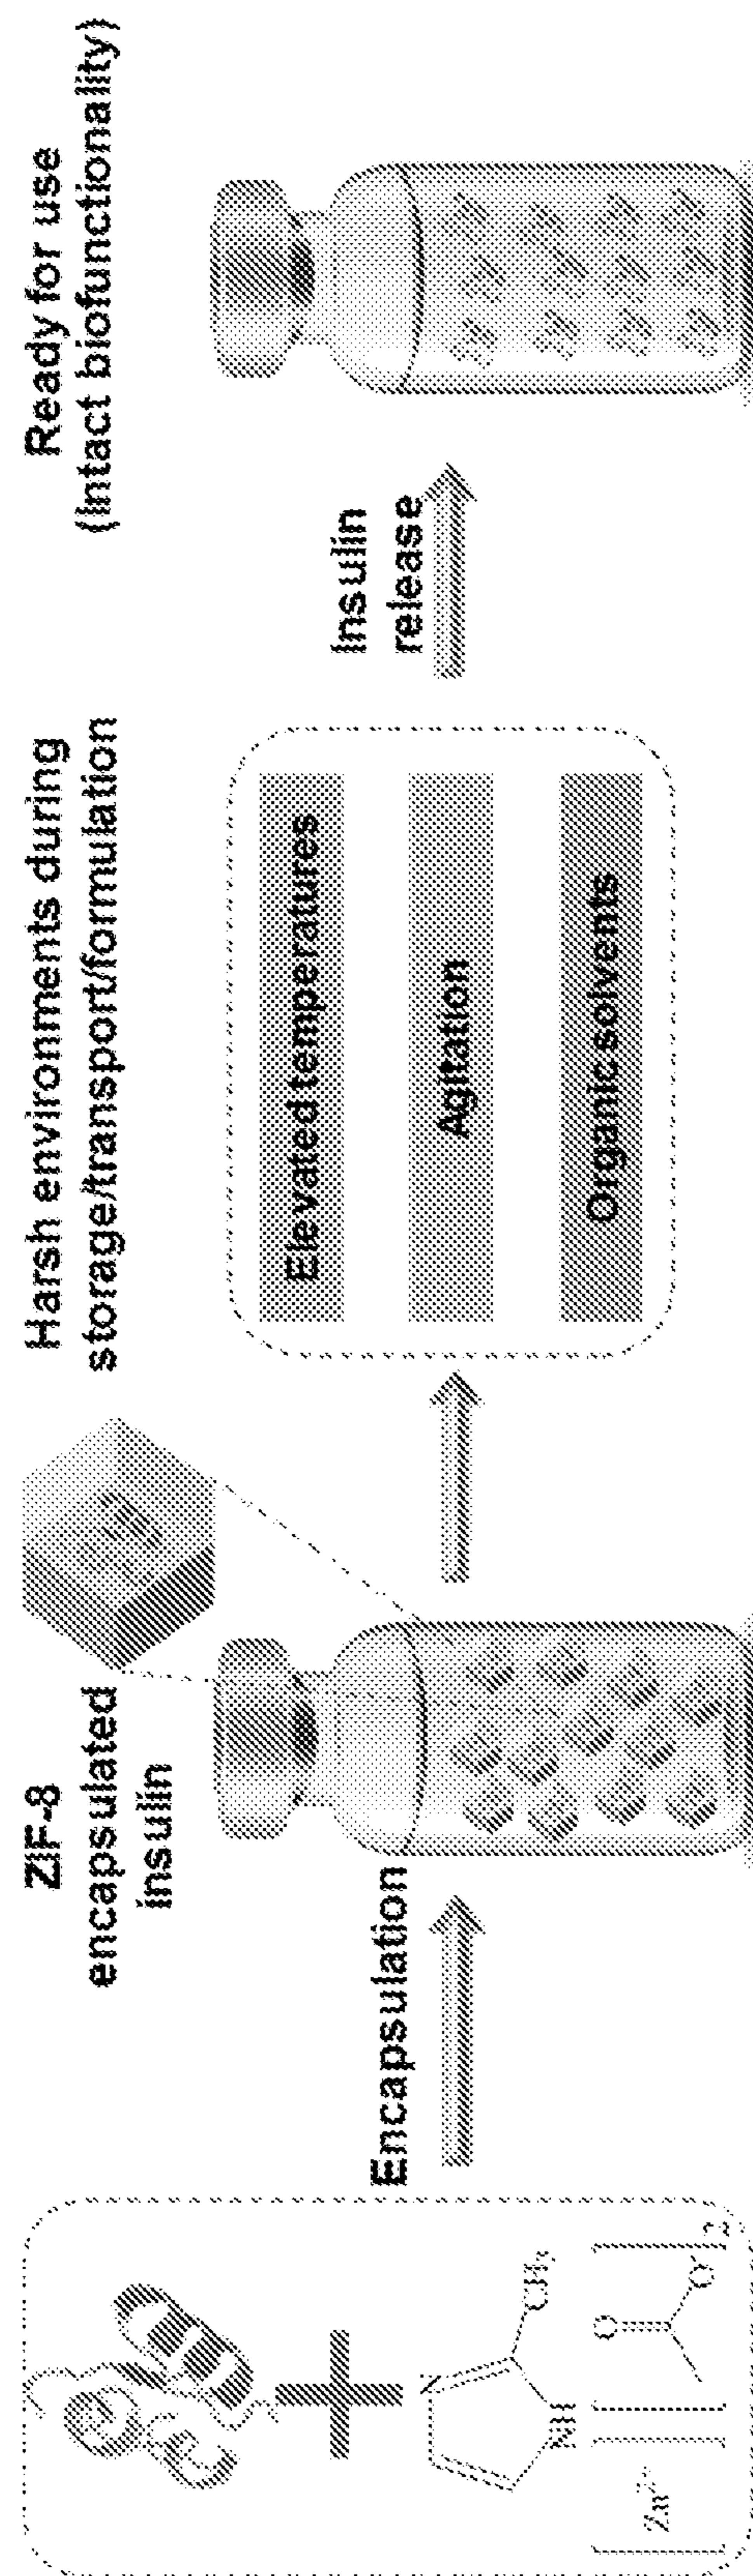 Encapsulation
ZIF-8
encapsulated
insulin
Harsh environments during
storage/transport/formulation
Elevated temperatures
Agitation
Organic solvents
Insulin
release
Ready for use
(Intact biofunctionality)
N
CH₃
NH
Zn²⁺
O
O⁻
2